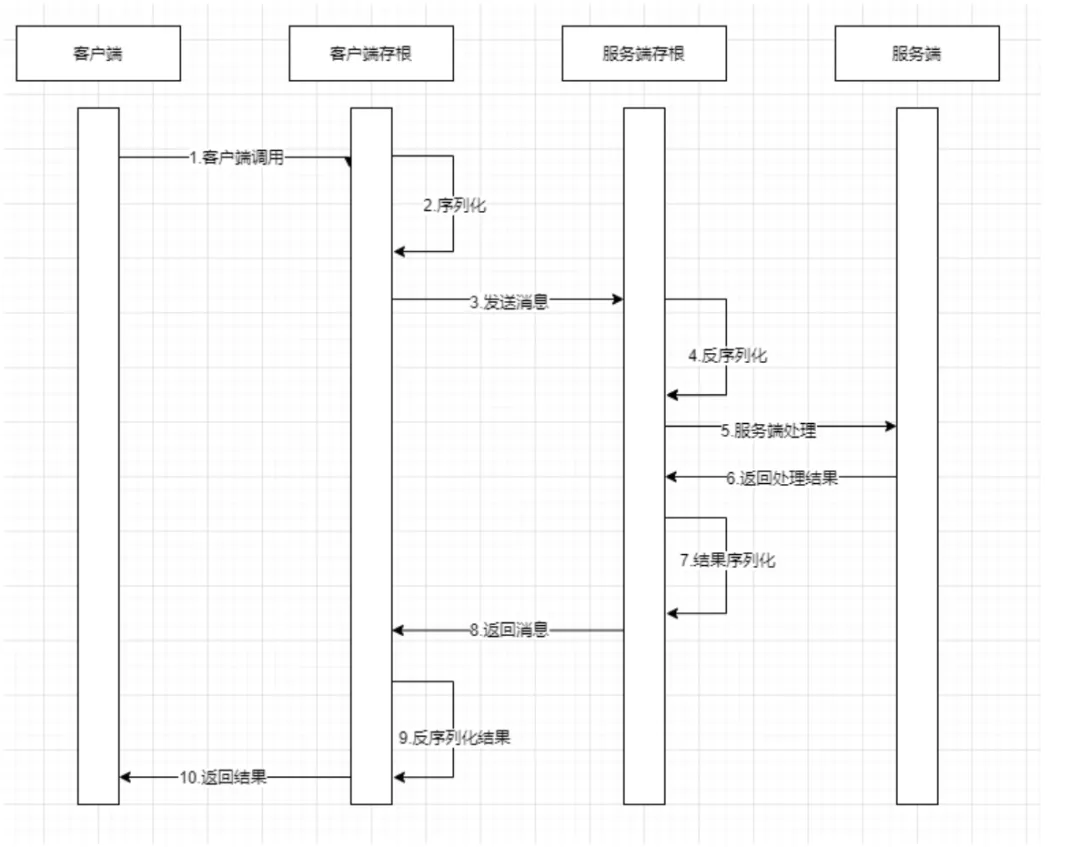 客户端
客户端存根
服务端存根
服务端
1.客户端调用
2.序列化
3.发送消息
4.反序列化
5.服务端处理
6.返回处理结果
7.结果序列化
8.返回消息
9.反序列化结果
10.返回结果